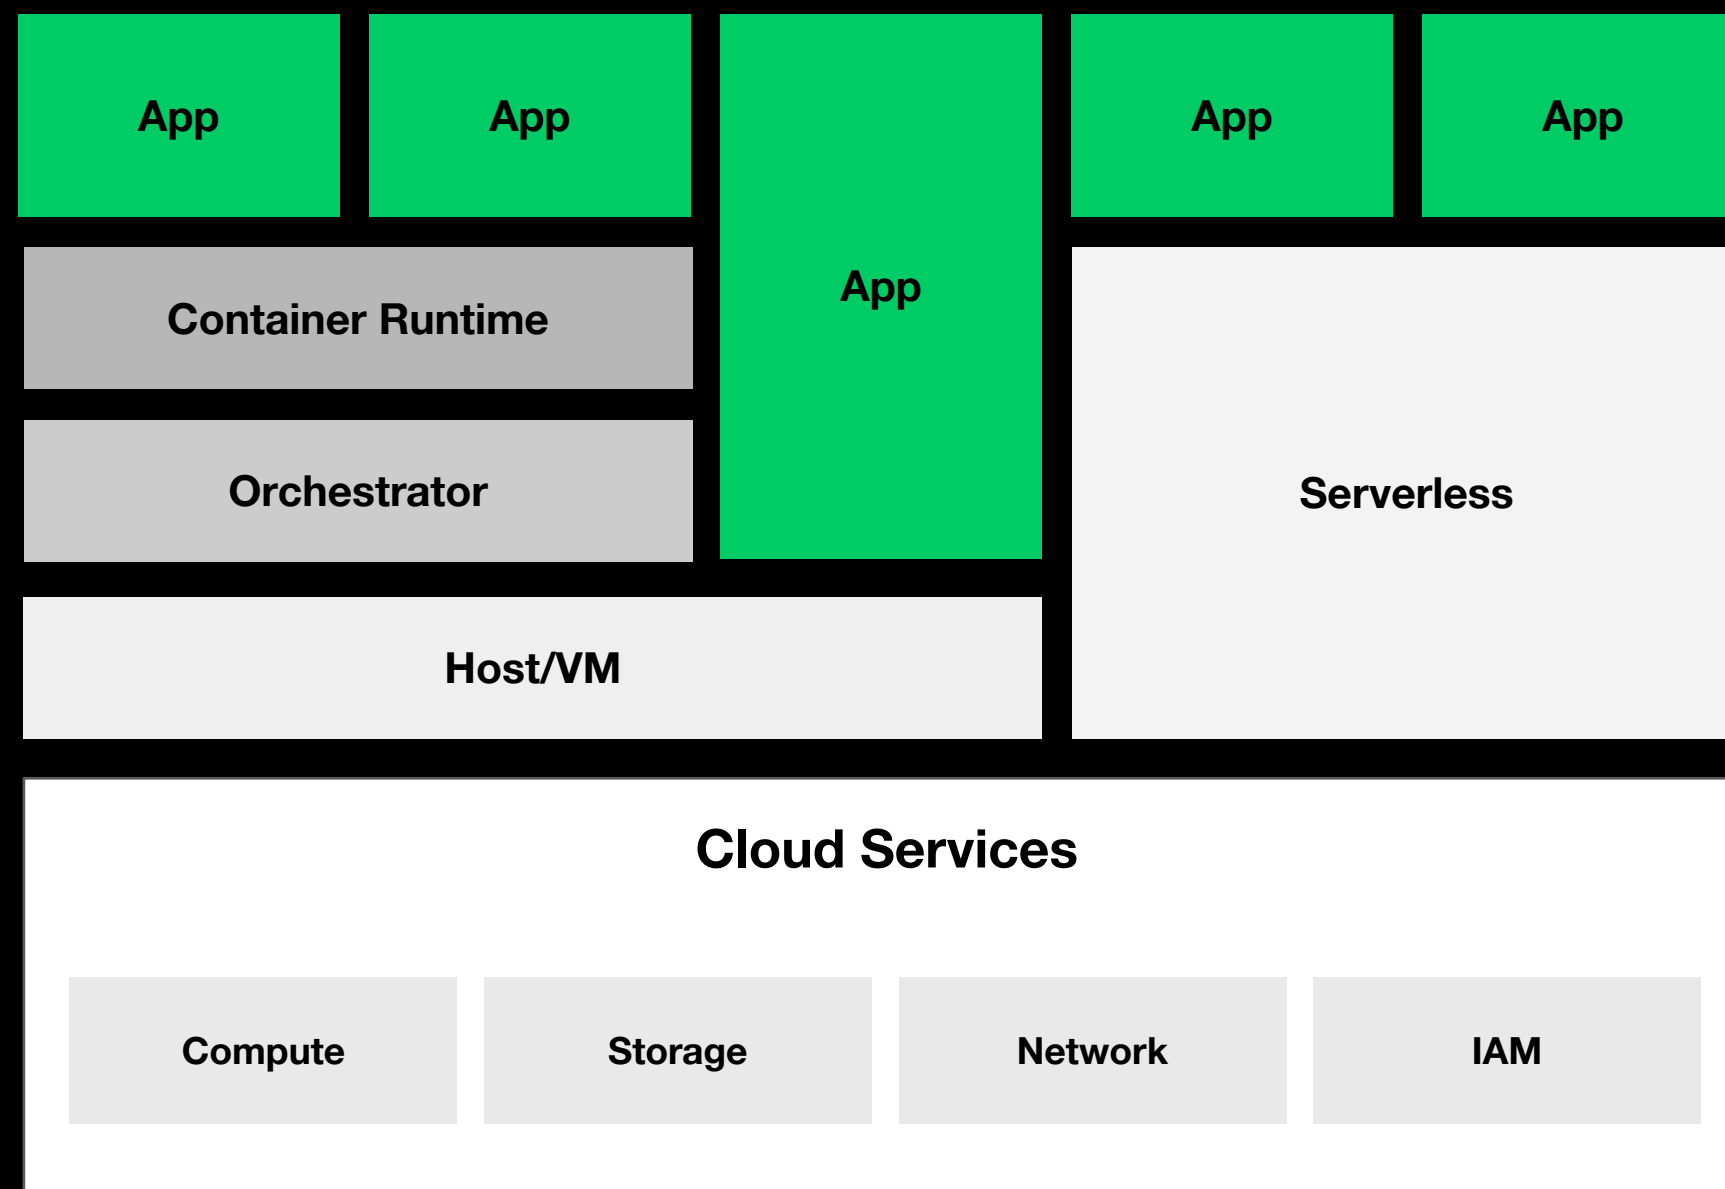 App
App
App
App
App
Container Runtime
Orchestrator
Serverless
Host/VM
Cloud Services
Compute
Storage
Network
IAM